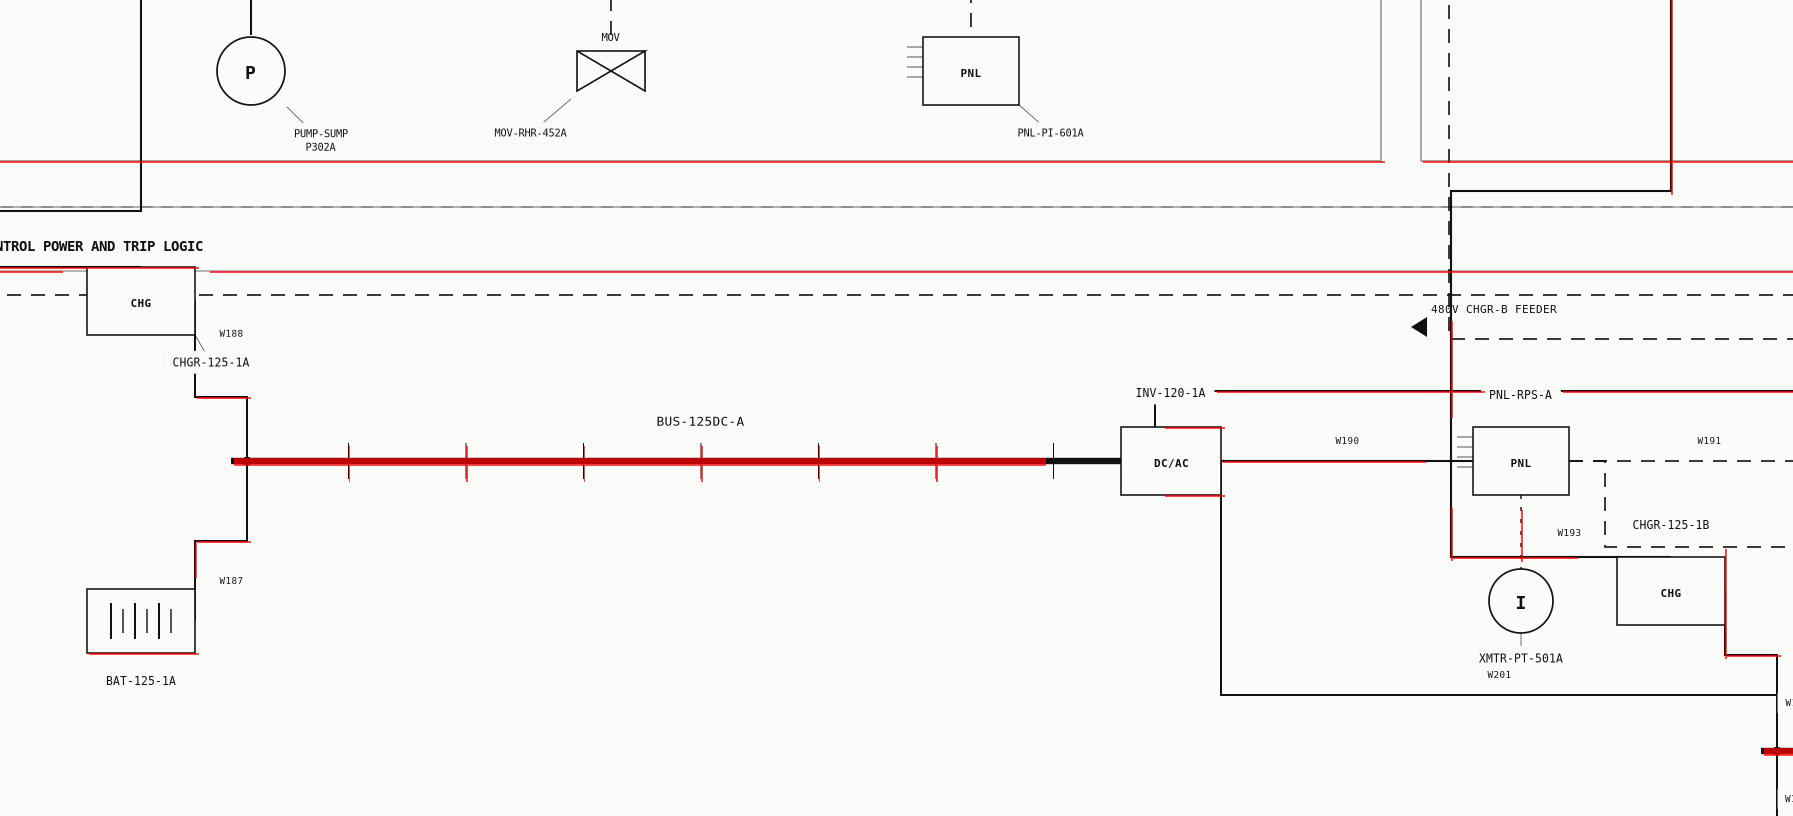 MOV
P
PNL
PUMP-SUMP
P302A
MOV-RHR-452A
PNL-PI-601A
NTROL POWER AND TRIP LOGIC
CHG
480V CHGR-B FEEDER
W188
CHGR-125-1A
INV-120-1A
PNL-RPS-A
BUS-125DC-A
W190
W191
DC/AC
PNL
CHGR-125-1B
W193
W187
CHG
I
XMTR-PT-501A
W201
BAT-125-1A